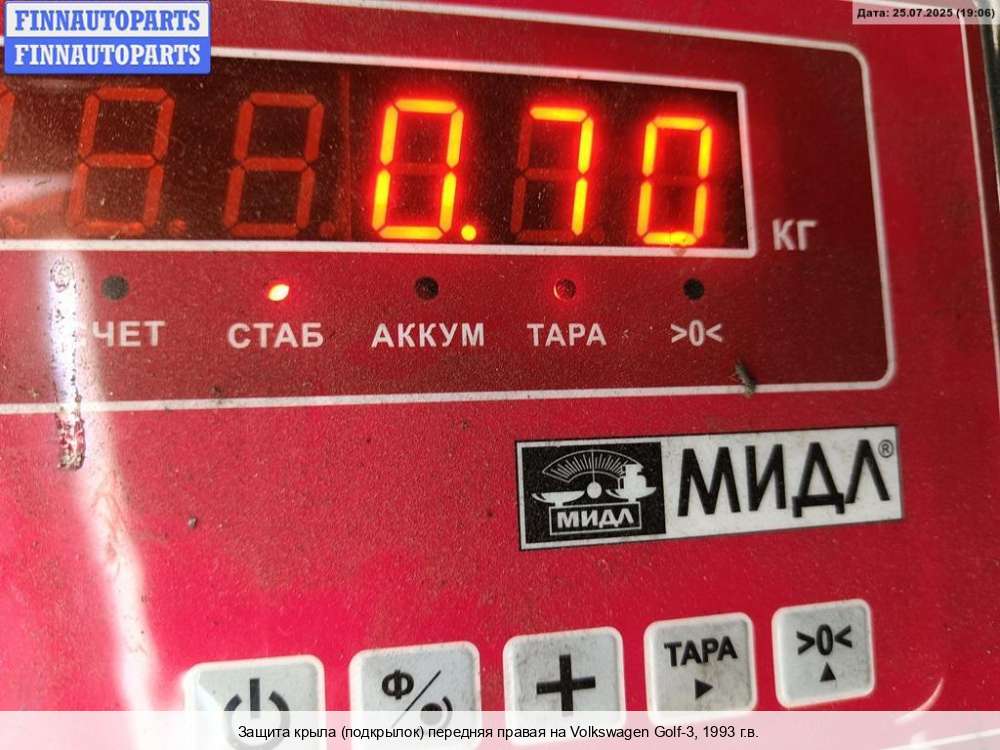 FINNAUTOPARTS
FINNAUTOPARTS
Дата: 25.07.2025 (19:06)
0.70
КГ
ЧЕТ СТАБ АККУМ ТАРА >0<
МИДЛ МИДЛ®
Ф + ТАРА >0<
Защита крыла (подкрылок) передняя правая на Volkswagen Golf-3, 1993 г.в.